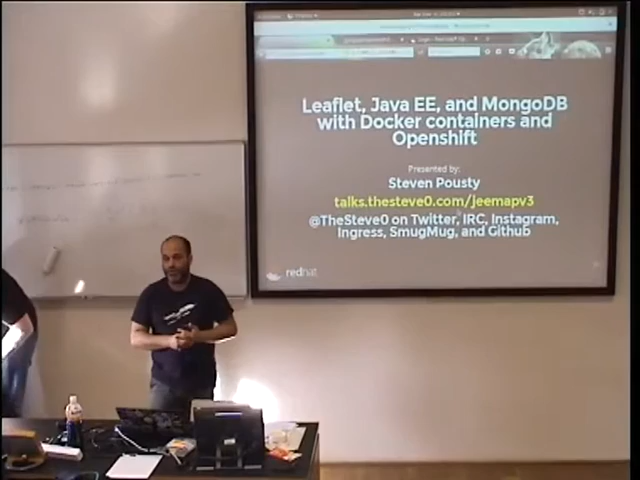 Leaflet, Java EE, and MongoDB
with Docker containers and
Openshift
Presented by:
Steven Pousty
talks.thesteve0.com/jeemapv3
@TheSteve0 on Twitter, IRC, Instagram,
Ingress, SmugMug, and Github
redhat